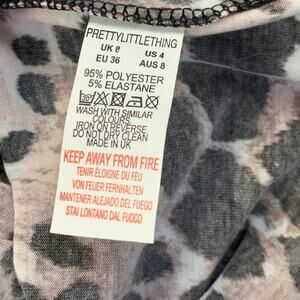 PRETTYLITTLETHING
UK 8 US 4
EU 36 AUS 8
95% POLYESTER
5% ELASTANE
WASH WITH SIMILAR
COLOURS
IRON ON REVERSE
DO NOT DRY CLEAN
MADE IN UK
KEEP AWAY FROM FIRE
TENIR ÉLOIGNÉ DU FEU
VON FEUER FERNHALTEN
MANTENER ALEJADO DEL FUEGO
STAI LONTANO DAL FUOCO